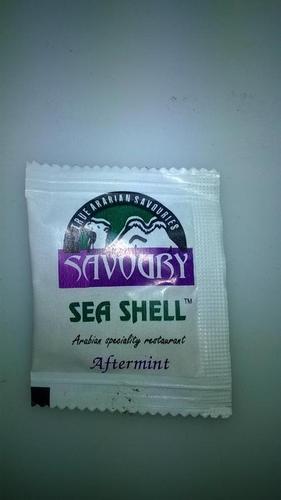 TRUE ARABIAN SAVOURIES
SAVOURY
SEA SHELL™
Arabian speciality restaurant
Aftermint